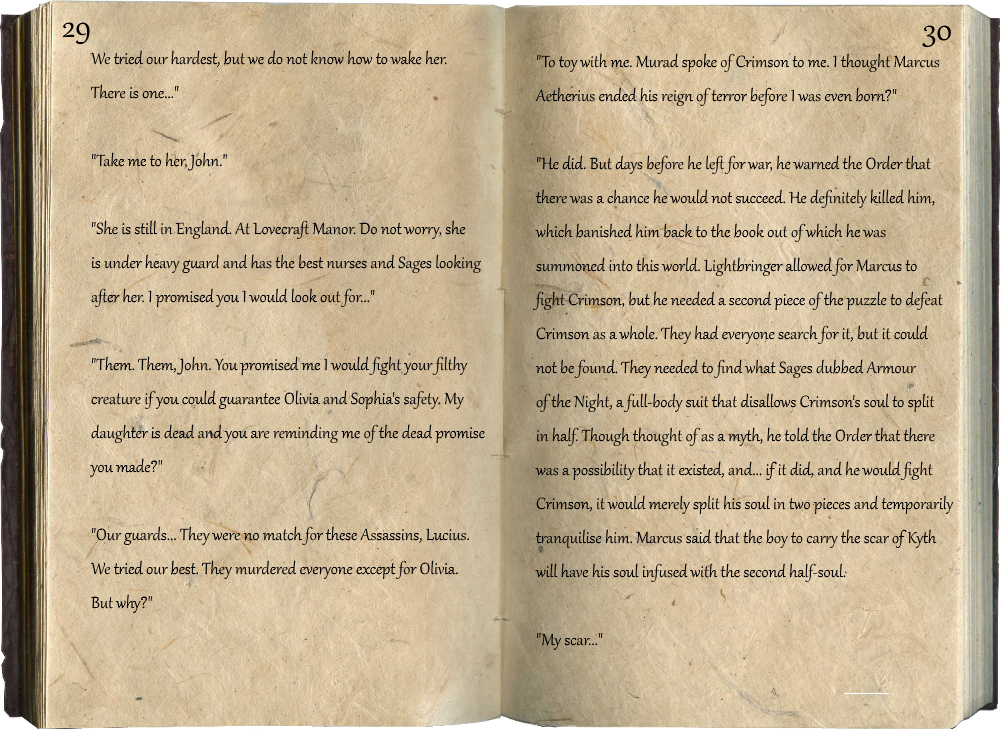 29
We tried our hardest, but we do not know how to wake her.
There is one..."
"Take me to her, John."
"She is still in England. At Lovecraft Manor. Do not worry, she
is under heavy guard and has the best nurses and Sages looking
after her. I promised you I would look out for..."
"Them. Them, John. You promised me I would fight your filthy
creature if you could guarantee Olivia and Sophia's safety. My
daughter is dead and you are reminding me of the dead promise
you made?"
"Our guards... They were no match for these Assassins, Lucius.
We tried our best. They murdered everyone except for Olivia.
But why?"
30
"To toy with me. Murad spoke of Crimson to me. I thought Marcus
Aetherius ended his reign of terror before I was even born?"
"He did. But days before he left for war, he warned the Order that
there was a chance he would not succeed. He definitely killed him,
which banished him back to the book out of which he was
summoned into this world. Lightbringer allowed for Marcus to
fight Crimson, but he needed a second piece of the puzzle to defeat
Crimson as a whole. They had everyone search for it, but it could
not be found. They needed to find what Sages dubbed Armour
of the Night, a full-body suit that disallows Crimson's soul to split
in half. Though thought of as a myth, he told the Order that there
was a possibility that it existed, and... if it did, and he would fight
Crimson, it would merely split his soul in two pieces and temporarily
tranquilise him. Marcus said that the boy to carry the scar of Kyth
will have his soul infused with the second half-soul.
"My scar..."